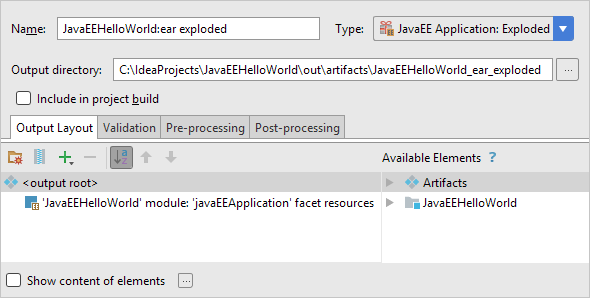 Name: JavaEEHelloWorld:ear exploded Type: JavaEE Application: Exploded
Output directory: C:\IdeaProjects\JavaEEHelloWorld\out\artifacts\JavaEEHelloWorld_ear_exploded ...
Include in project build
Output Layout Validation Pre-processing Post-processing
Available Elements ?
<output root> Artifacts
'JavaEEHelloWorld' module: 'javaEEApplication' facet resources JavaEEHelloWorld
Show content of elements ...